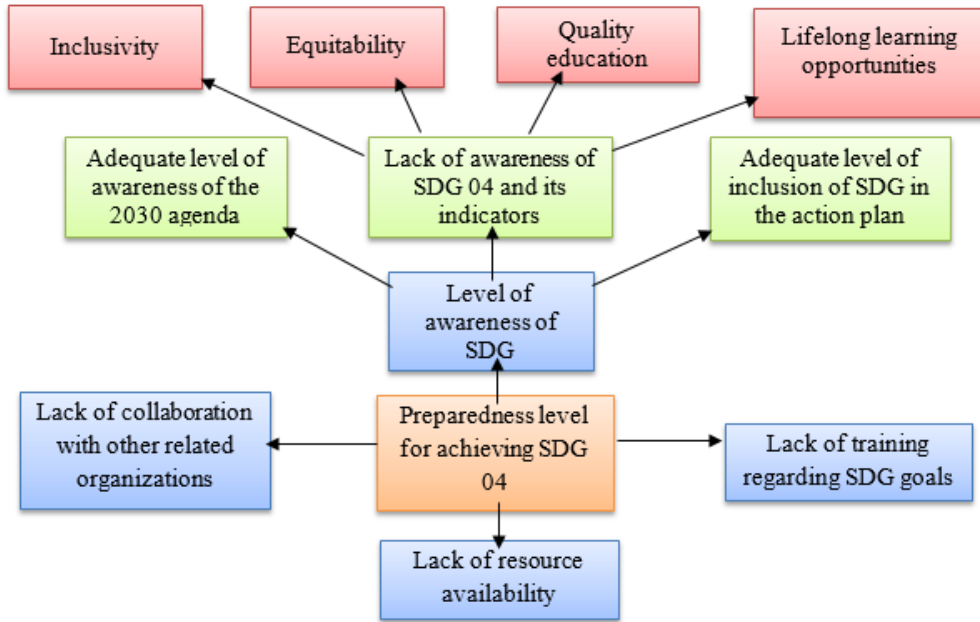 Inclusivity
Equitability
Quality
education
Lifelong learning
opportunities
Adequate level of
awareness of the
2030 agenda
Lack of awareness of
SDG 04 and its
indicators
Adequate level of
inclusion of SDG in
the action plan
Level of
awareness of
SDG
Lack of collaboration
with other related
organizations
Preparedness level
for achieving SDG
04
Lack of training
regarding SDG goals
Lack of resource
availability